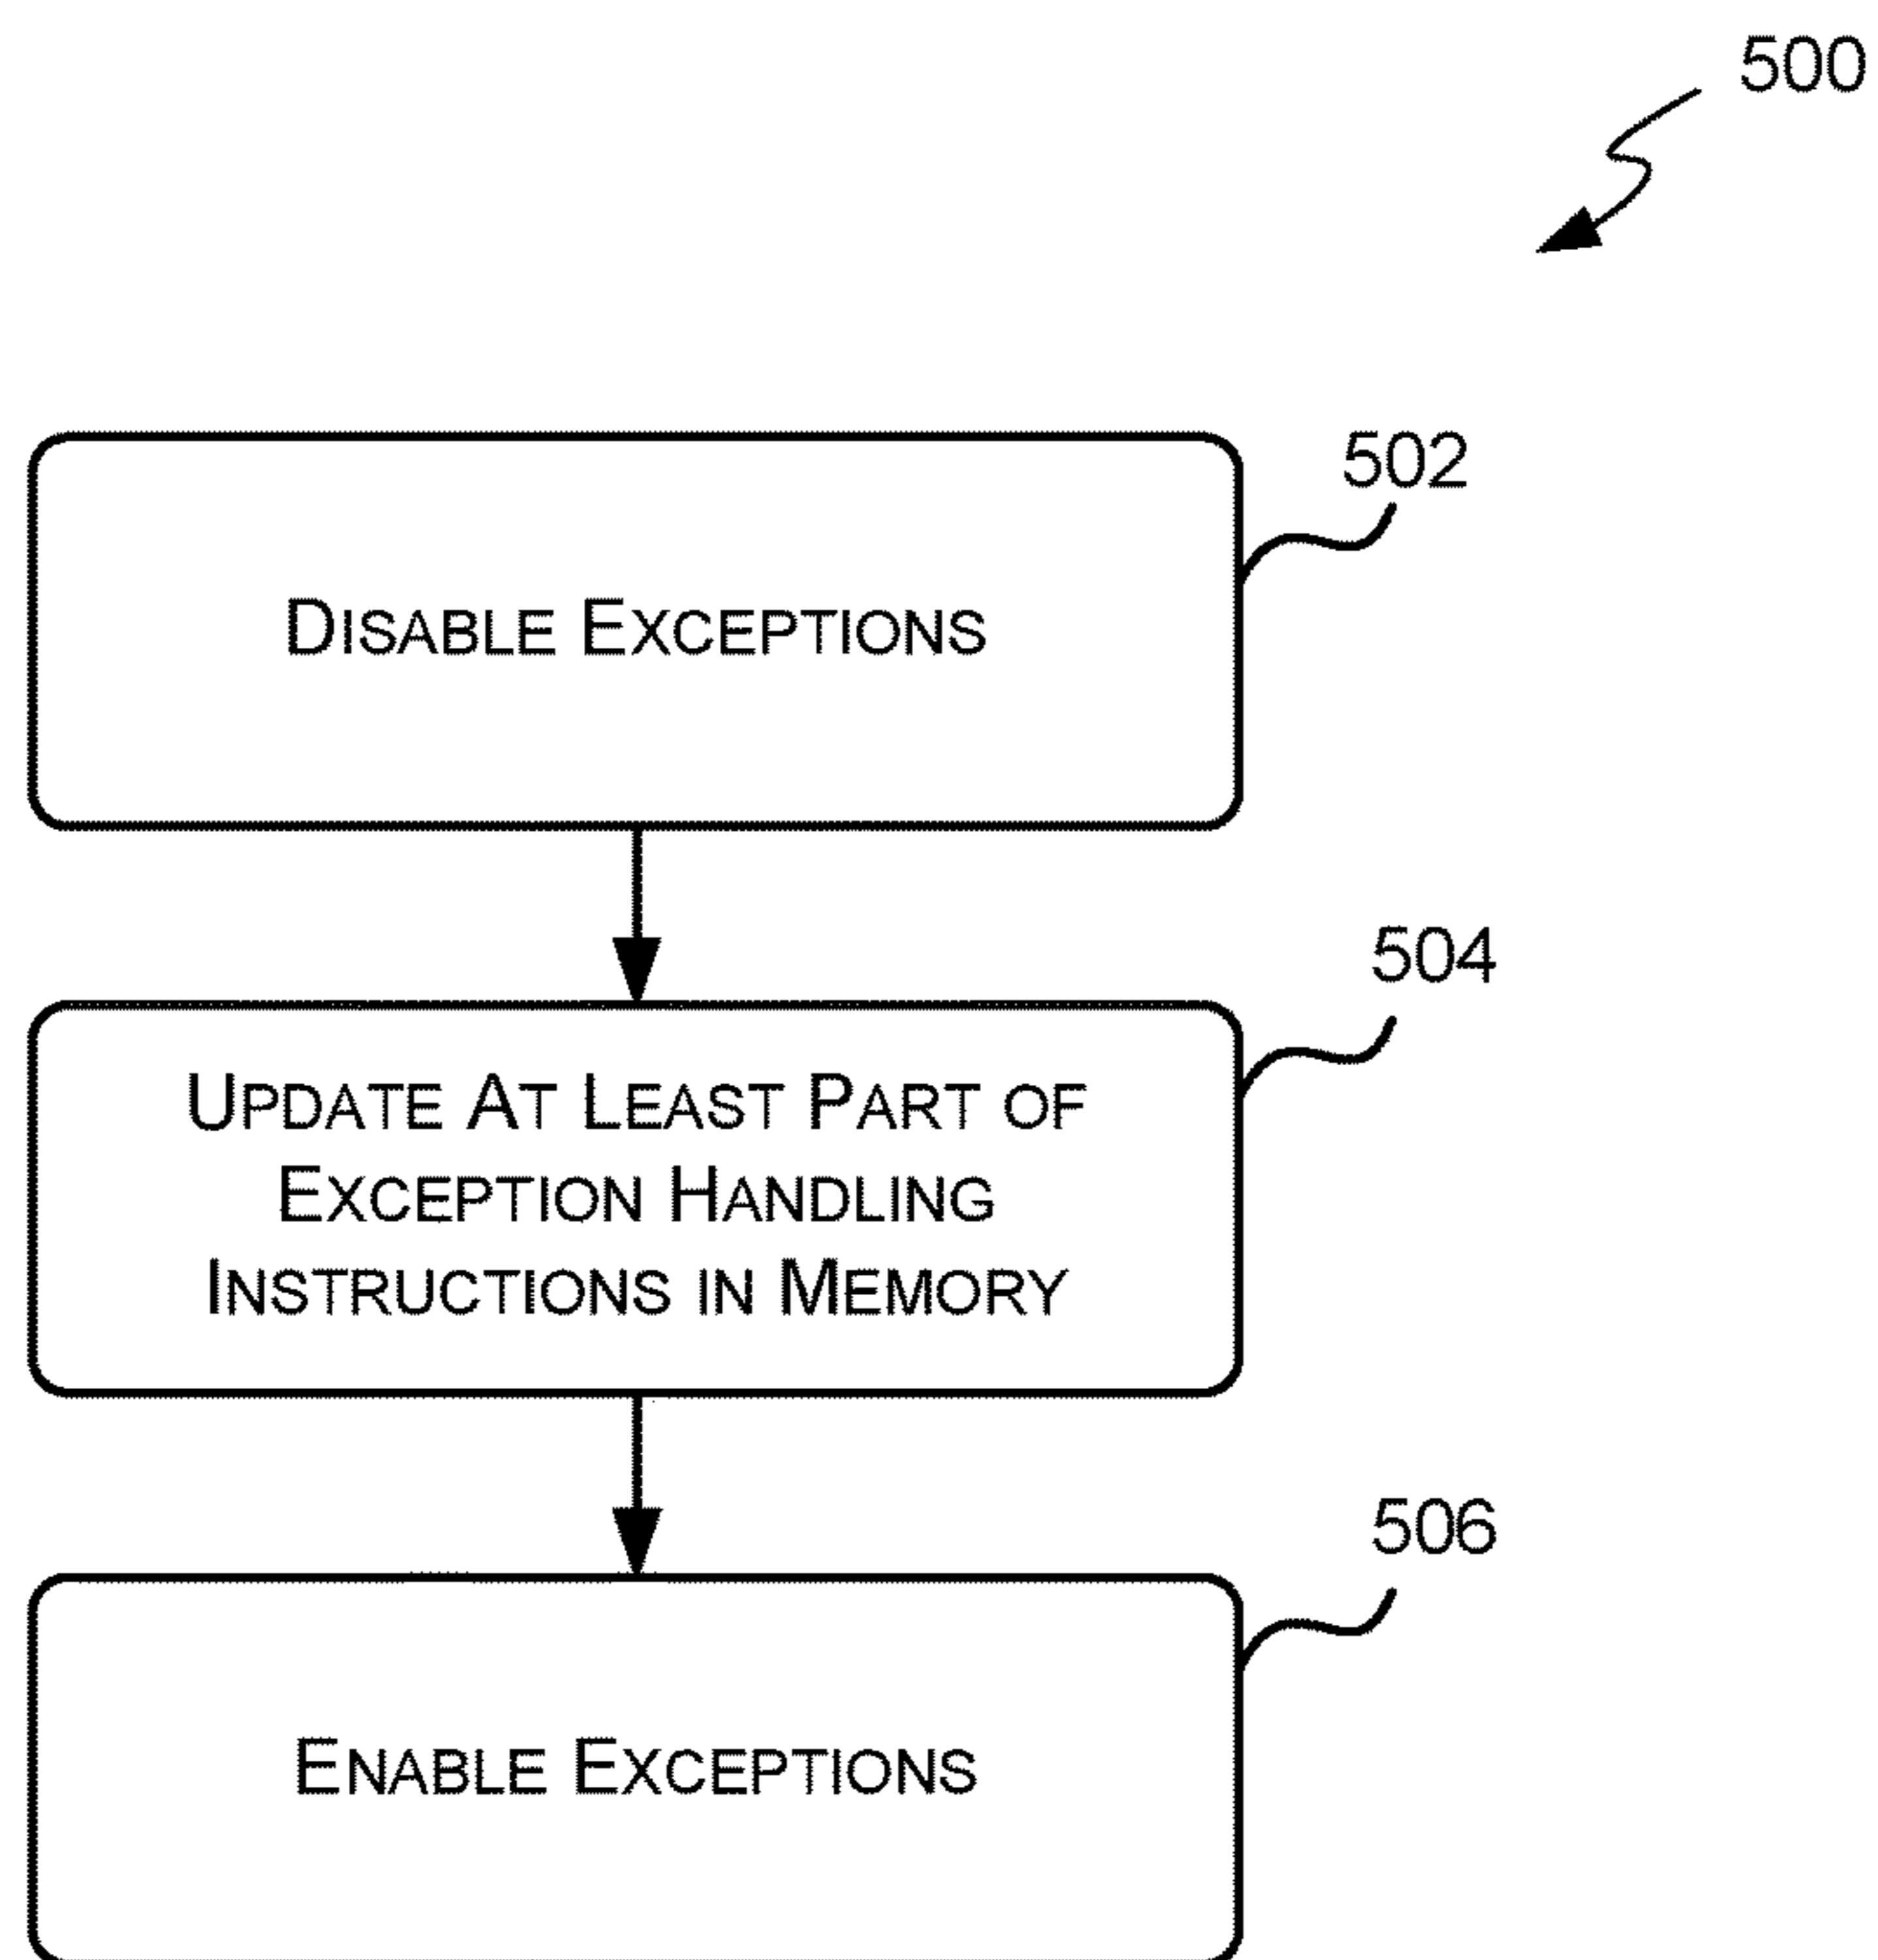 500
502
DISABLE EXCEPTIONS
504
UPDATE AT LEAST PART OF
EXCEPTION HANDLING
INSTRUCTIONS IN MEMORY
506
ENABLE EXCEPTIONS